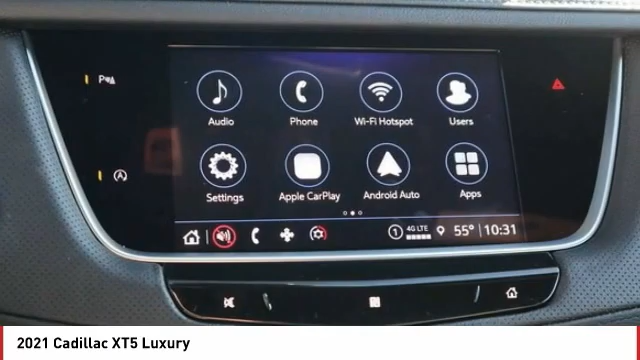 P
A
Audio Phone Wi-Fi Hotspot Users
Settings Apple CarPlay Android Auto Apps
1 4G LTE 55° 10:31
2021 Cadillac XT5 Luxury